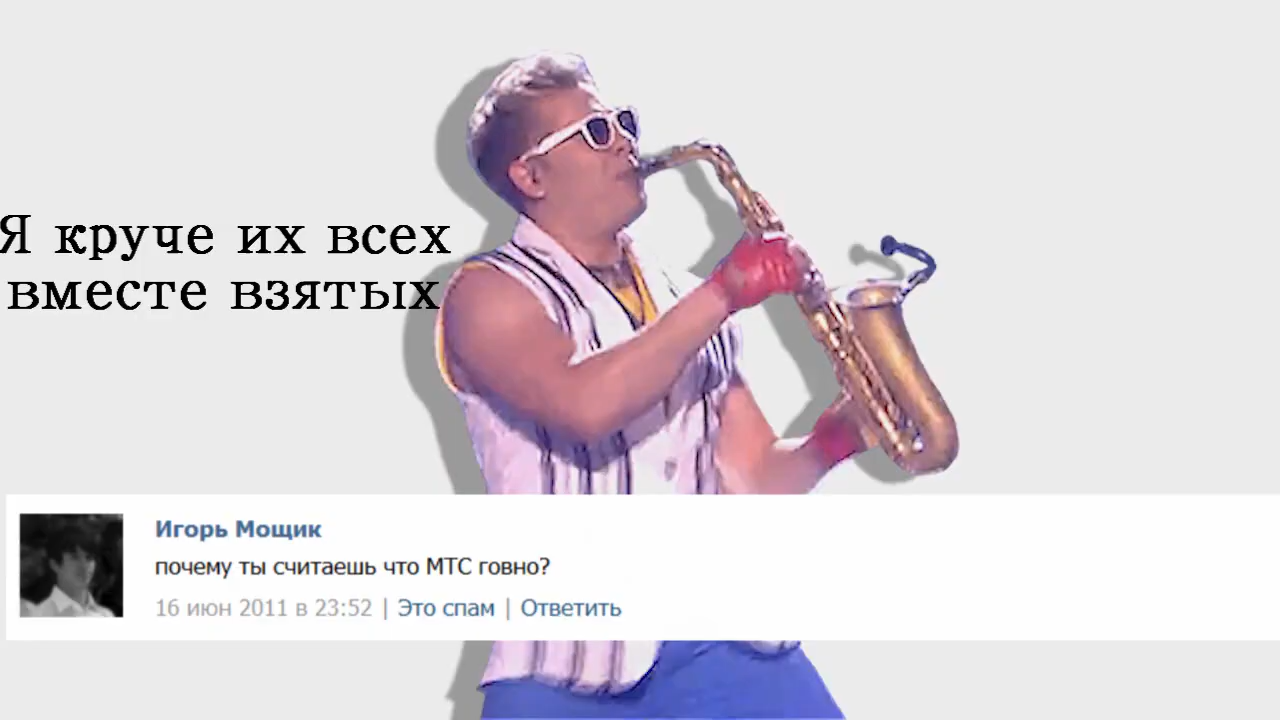 Я круче их всех
вместе взятых
Игорь Мощик
почему ты считаешь что МТС говно?
16 июн 2011 в 23:52 | Это спам | Ответить